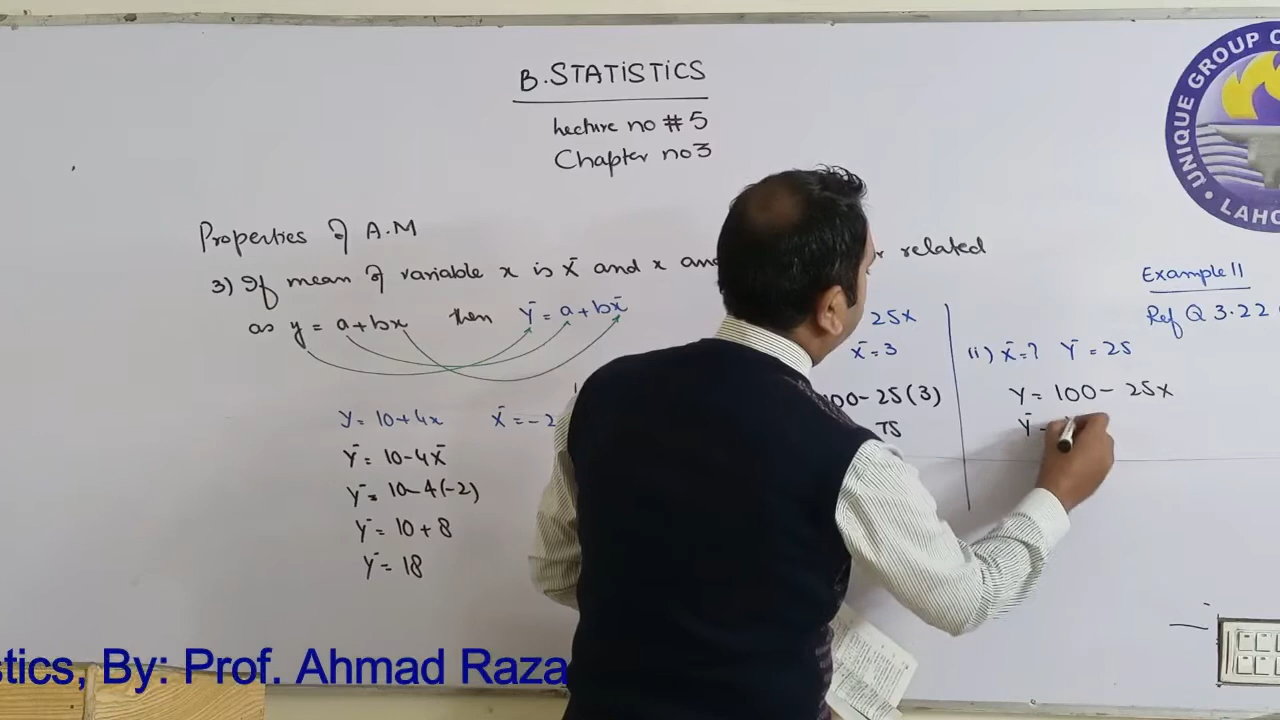 B. STATISTICS
Lecture no # 5
Chapter no 3
Properties of A.M
3) If mean of variable x is x̄ and x and related
as y = a + bx then Ȳ = a + bx̄
y = 10 + 4x x̄ = -2
Ȳ = 10 - 4x̄
Ȳ = 10 - 4(-2)
Ȳ = 10 + 8
Ȳ = 18
25x
x̄ = 3
100 - 25(3)
75
(ii) x̄ = ? Ȳ = 25
Y = 100 - 25x
Ȳ =
Example 11
Ref Q 3.22
UNIQUE GROUP
LAHO
stics, By: Prof. Ahmad Raza